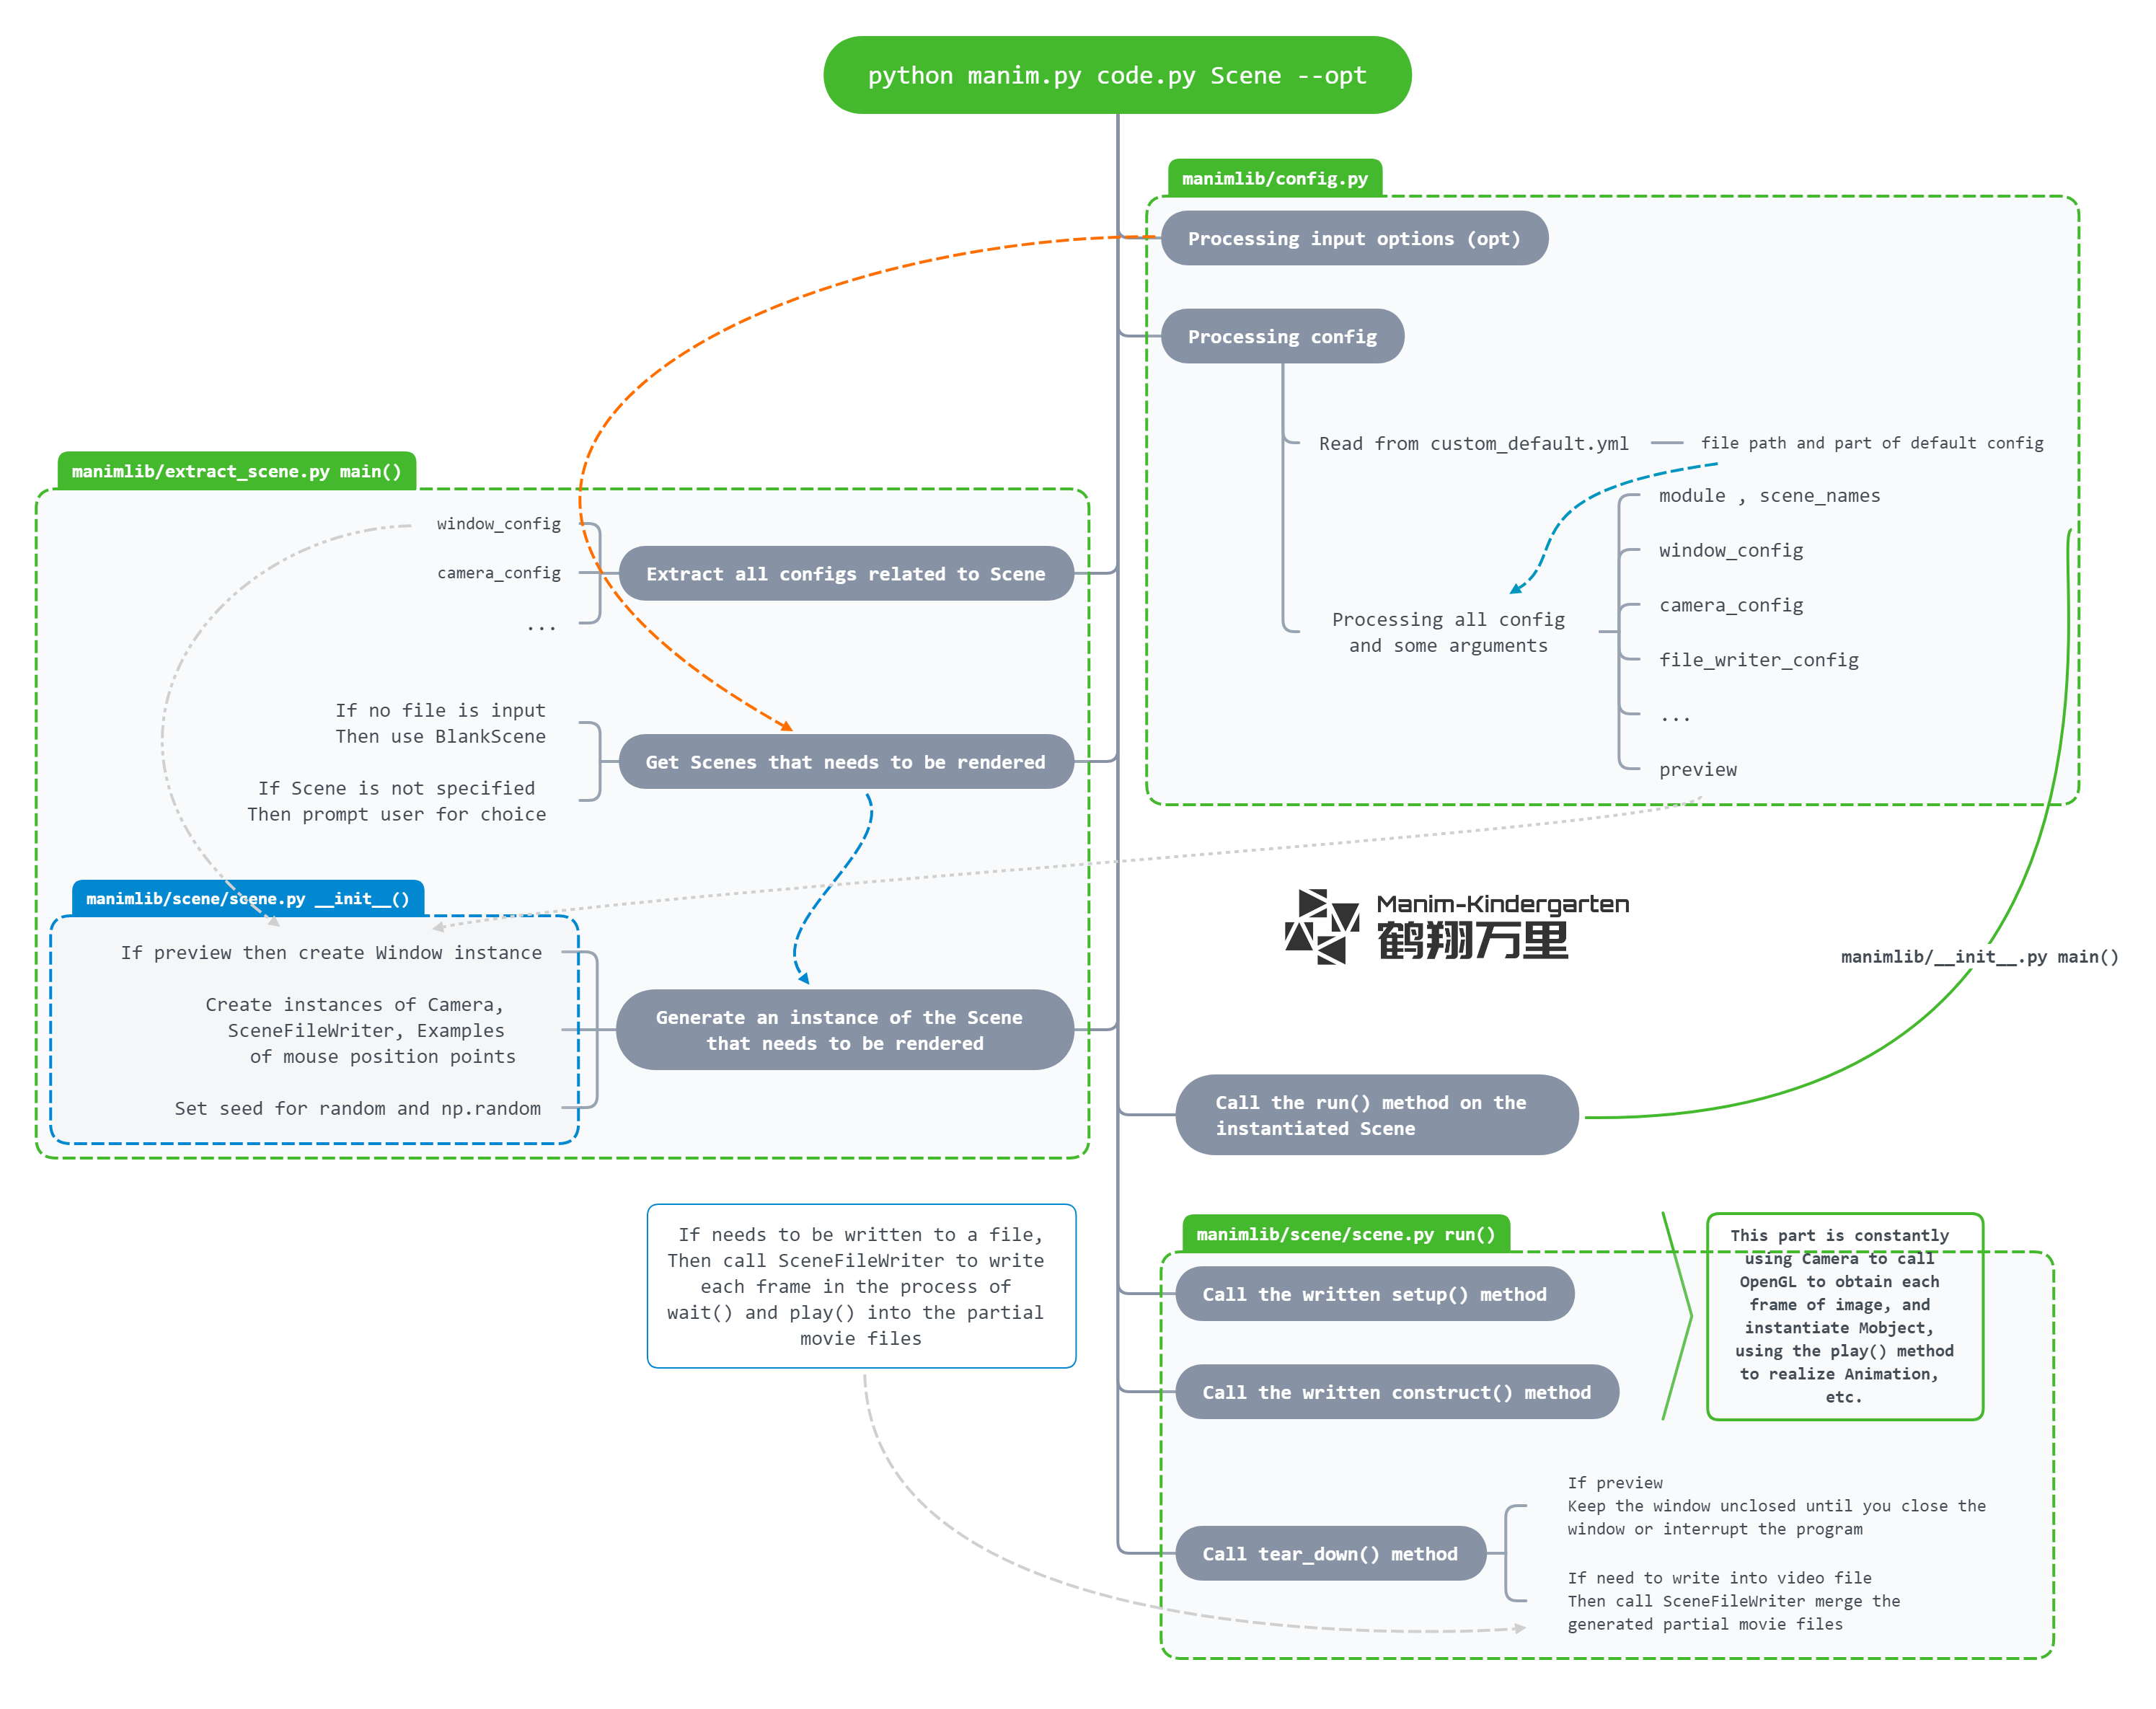 python manim.py code.py Scene --opt
manimlib/config.py
Processing input options (opt)
Processing config
Read from custom_default.yml
file path and part of default config
Processing all config
and some arguments
module , scene_names
window_config
camera_config
file_writer_config
...
preview
manimlib/extract_scene.py main()
window_config
camera_config
...
Extract all configs related to Scene
If no file is input
Then use BlankScene
If Scene is not specified
Then prompt user for choice
Get Scenes that needs to be rendered
manimlib/scene/scene.py __init__()
If preview then create Window instance
Create instances of Camera,
SceneFileWriter, Examples
of mouse position points
Set seed for random and np.random
Generate an instance of the Scene
that needs to be rendered
Manim-Kindergarten
鹤翔万里
manimlib/__init__.py main()
Call the run() method on the
instantiated Scene
If needs to be written to a file,
Then call SceneFileWriter to write
each frame in the process of
wait() and play() into the partial
movie files
manimlib/scene/scene.py run()
Call the written setup() method
Call the written construct() method
This part is constantly
using Camera to call
OpenGL to obtain each
frame of image, and
instantiate Mobject,
using the play() method
to realize Animation,
etc.
Call tear_down() method
If preview
Keep the window unclosed until you close the
window or interrupt the program
If need to write into video file
Then call SceneFileWriter merge the
generated partial movie files